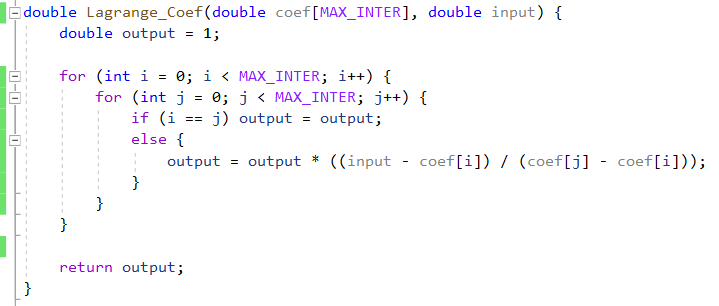 double Lagrange_Coef(double coef[MAX_INTER], double input) {
    double output = 1;

    for (int i = 0; i < MAX_INTER; i++) {
        for (int j = 0; j < MAX_INTER; j++) {
            if (i == j) output = output;
            else {
                output = output * ((input - coef[i]) / (coef[j] - coef[i]));
            }
        }
    }

    return output;
}